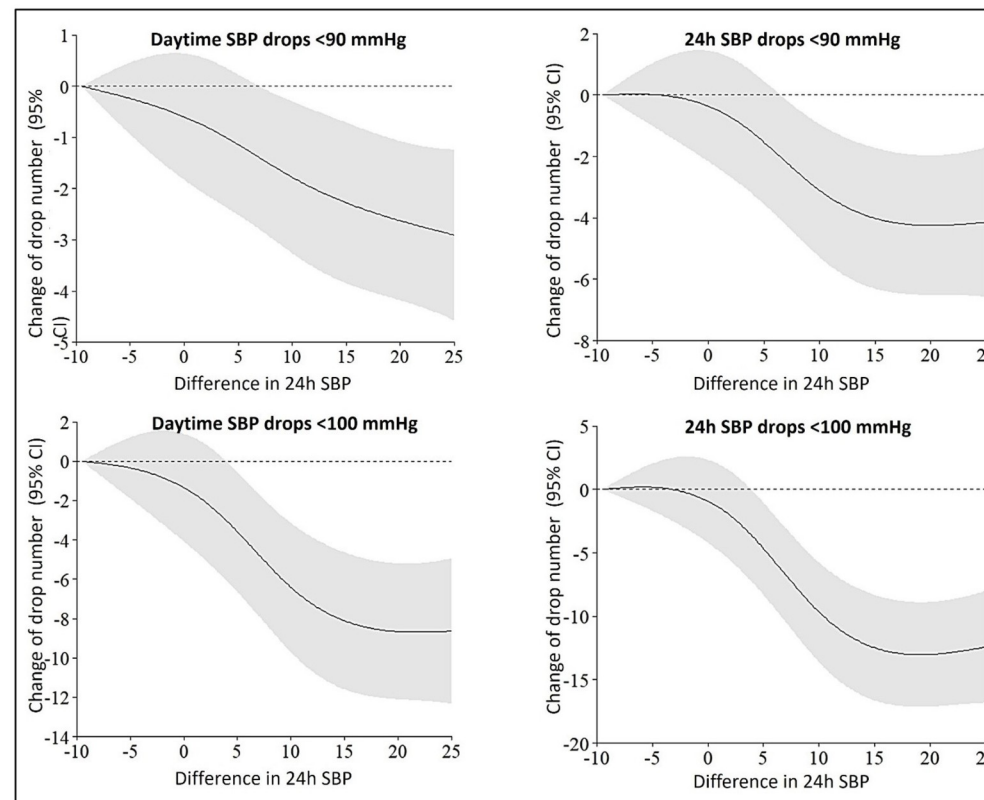 Daytime SBP drops <90 mmHg
Change of drop number (95%
CI)
1
0
-1
-2
-3
-4
-5
-10 -5 0 5 10 15 20 25
Difference in 24h SBP
24h SBP drops <90 mmHg
Change of drop number (95% CI)
2
0
-2
-4
-6
-8
-10 -5 0 5 10 15 20
Difference in 24h SBP
Daytime SBP drops <100 mmHg
Change of drop number (95% CI)
2
0
-2
-4
-6
-8
-10
-12
-14
-10 -5 0 5 10 15 20 25
Difference in 24h SBP
24h SBP drops <100 mmHg
Change of drop number (95% CI)
5
0
-5
-10
-15
-20
-10 -5 0 5 10 15 20
Difference in 24h SBP